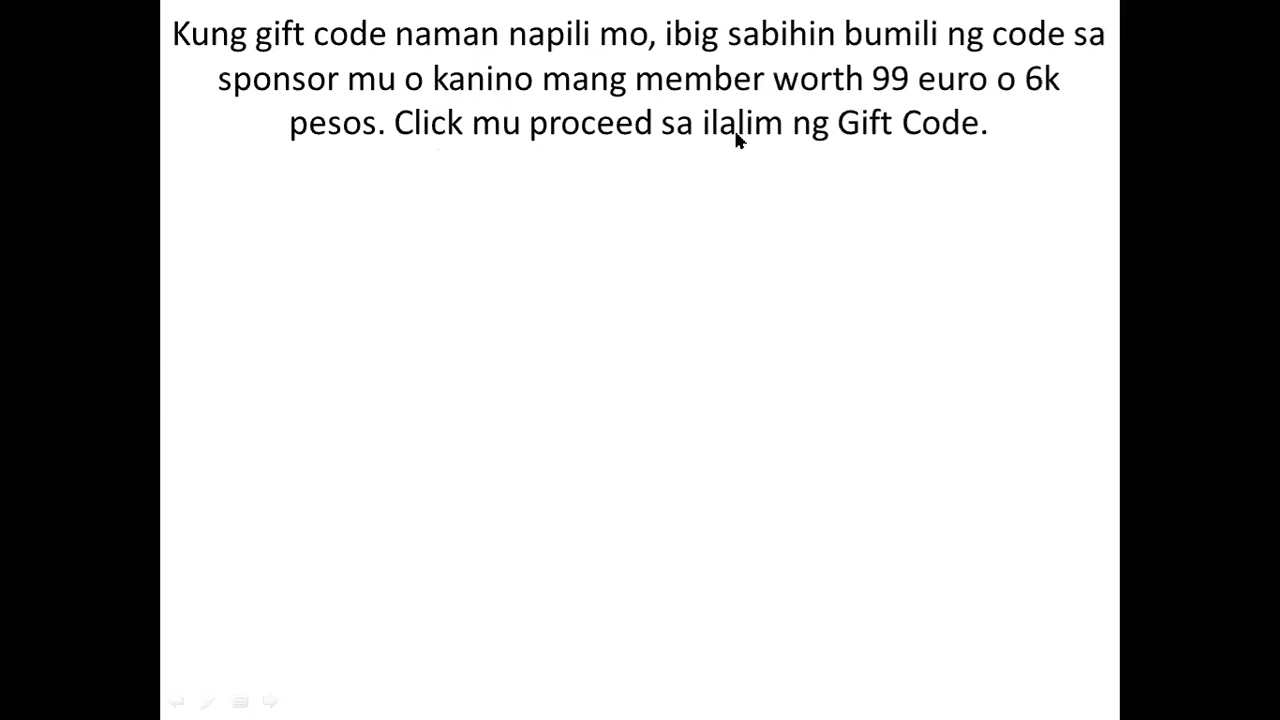 Kung gift code naman napili mo, ibig sabihin bumili ng code sa
sponsor mu o kanino mang member worth 99 euro o 6k
pesos. Click mu proceed sa ilalim ng Gift Code.